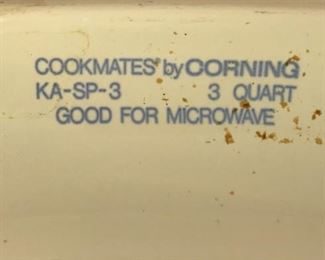 COOKMATES by CORNING
KA-SP-3 3 QUART
GOOD FOR MICROWAVE